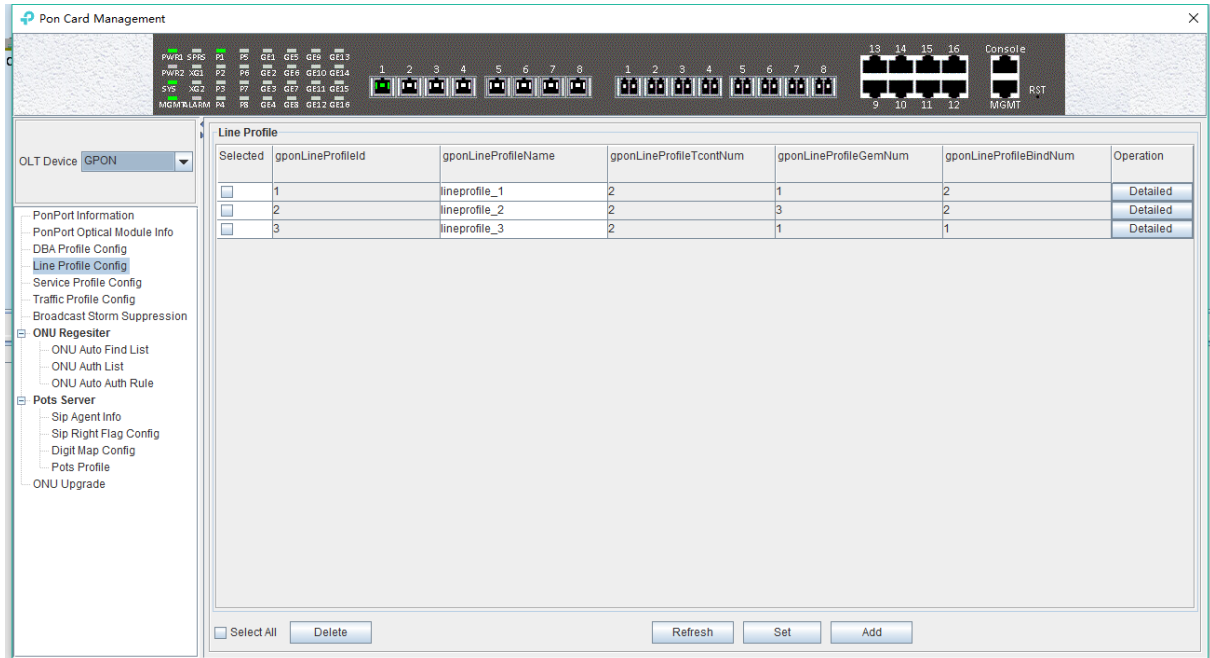 Pon Card Management
PWR1 SPRS P1 P5 GE1 GE5 GE9 GE13
PWR2 XG1 P2 P6 GE2 GE6 GE10 GE14
SYS XG2 P3 P7 GE3 GE7 GE11 GE15
MGMT ALARM P4 P8 GE4 GE8 GE12 GE16
1 2 3 4 5 6 7 8
1 2 3 4 5 6 7 8
13 14 15 16
9 10 11 12
Console
MGMT
RST
OLT Device GPON
PonPort Information
PonPort Optical Module Info
DBA Profile Config
Line Profile Config
Service Profile Config
Traffic Profile Config
Broadcast Storm Suppression
ONU Regesiter
ONU Auto Find List
ONU Auth List
ONU Auto Auth Rule
Pots Server
Sip Agent Info
Sip Right Flag Config
Digit Map Config
Pots Profile
ONU Upgrade
Line Profile
Selected gponLineProfileId gponLineProfileName gponLineProfileTcontNum gponLineProfileGemNum gponLineProfileBindNum Operation
1 lineprofile_1 2 1 2 Detailed
2 lineprofile_2 2 3 2 Detailed
3 lineprofile_3 2 1 1 Detailed
Select All Delete Refresh Set Add